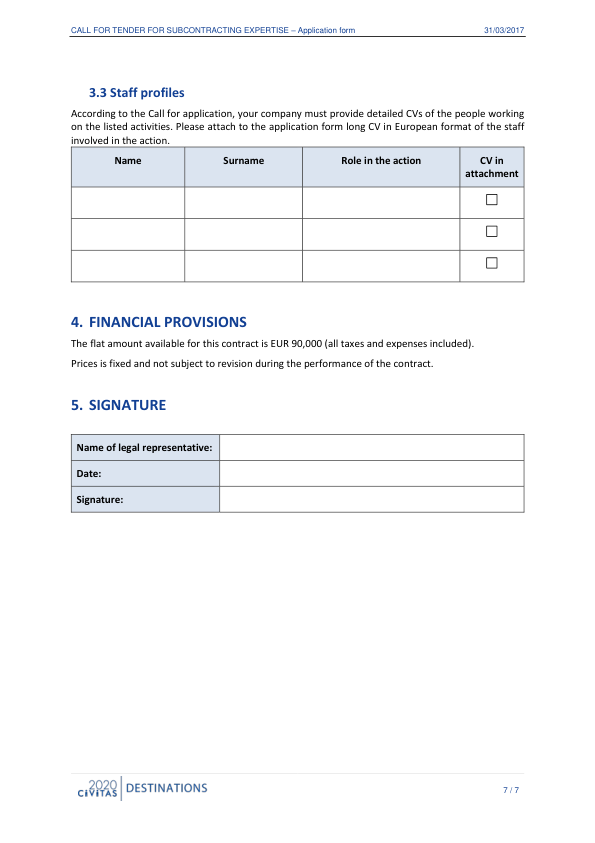 CALL FOR TENDER FOR SUBCONTRACTING EXPERTISE – Application form 31/03/2017
3.3 Staff profiles
According to the Call for application, your company must provide detailed CVs of the people working
on the listed activities. Please attach to the application form long CV in European format of the staff
involved in the action.
Name Surname Role in the action CV in
attachment
☐
☐
☐
4. FINANCIAL PROVISIONS
The flat amount available for this contract is EUR 90,000 (all taxes and expenses included).
Prices is fixed and not subject to revision during the performance of the contract.
5. SIGNATURE
Name of legal representative:
Date:
Signature:
2020
CIVITAS DESTINATIONS
7 / 7